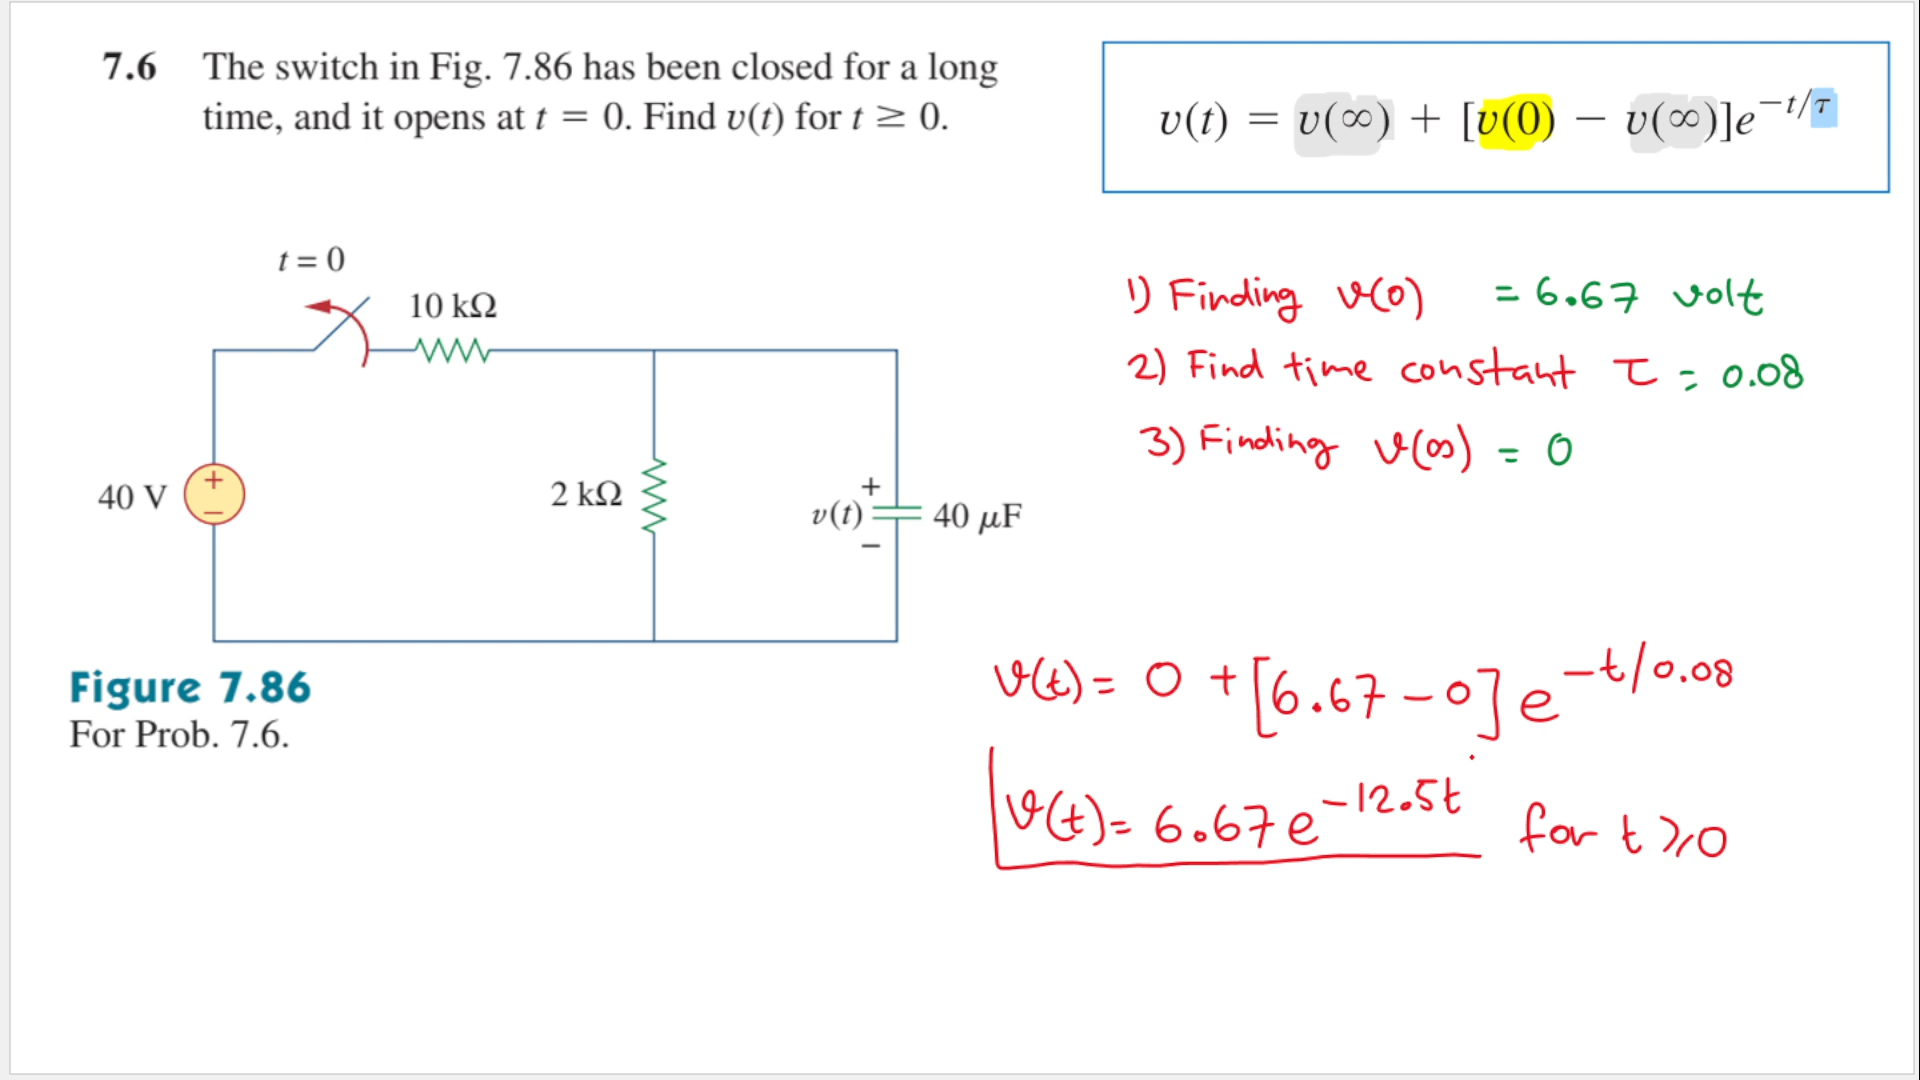 7.6 The switch in Fig. 7.86 has been closed for a long
time, and it opens at t = 0. Find v(t) for t ≥ 0.
v(t) = v(∞) + [v(0) − v(∞)]e^−t/τ
t = 0
10 kΩ
40 V
+
−
2 kΩ
+
v(t)
−
40 μF
Figure 7.86
For Prob. 7.6.
1) Finding v(0) = 6.67 volt
2) Find time constant τ = 0.08
3) Finding v(∞) = 0
v(t) = 0 + [6.67 − 0] e^−t/0.08
v(t) = 6.67 e^−12.5t for t ≥ 0